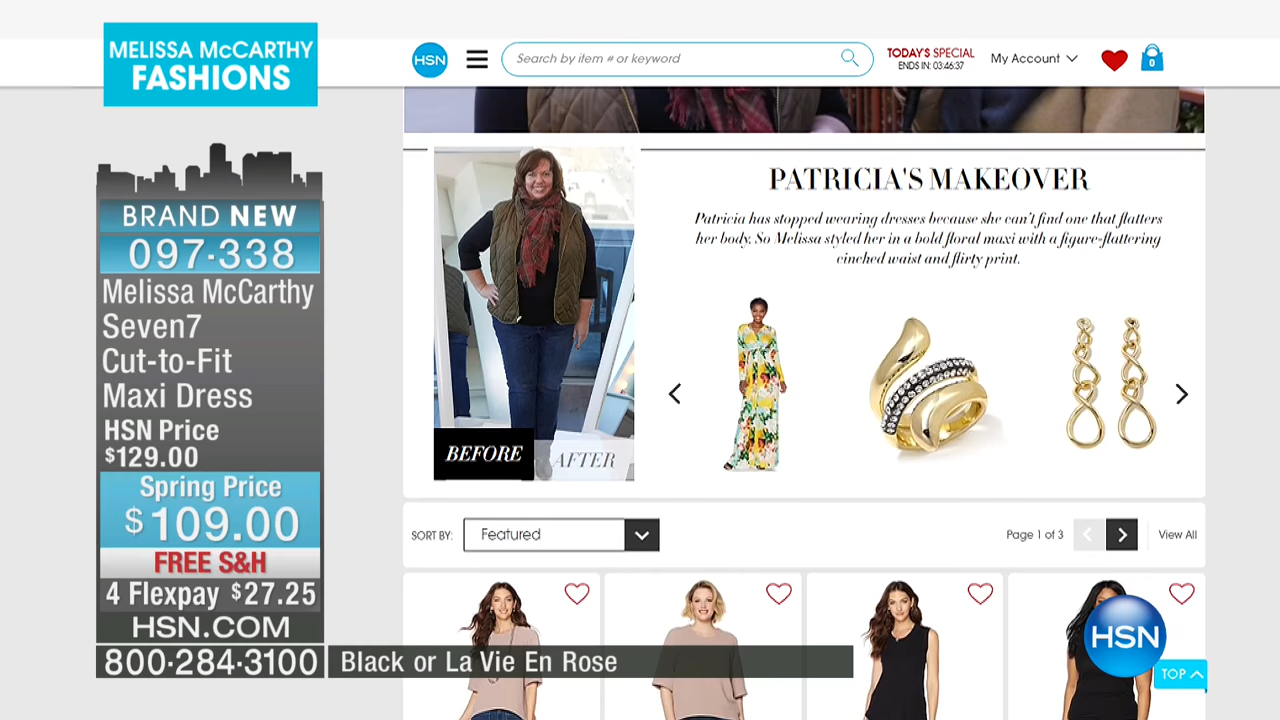 MELISSA McCARTHY
FASHIONS
BRAND NEW
097-338
Melissa McCarthy
Seven7
Cut-to-Fit
Maxi Dress
HSN Price
$129.00
Spring Price
$109.00
FREE S&H
4 Flexpay $27.25
HSN.COM
800-284-3100
Black or La Vie En Rose
HSN
Search by item # or keyword
TODAY'S SPECIAL
ENDS IN: 03:46:37
My Account
0
PATRICIA'S MAKEOVER
Patricia has stopped wearing dresses because she can't find one that flatters
her body. So Melissa styled her in a bold floral maxi with a figure-flattering
cinched waist and flirty print.
BEFORE
AFTER
SORT BY:
Featured
Page 1 of 3
View All
HSN
TOP